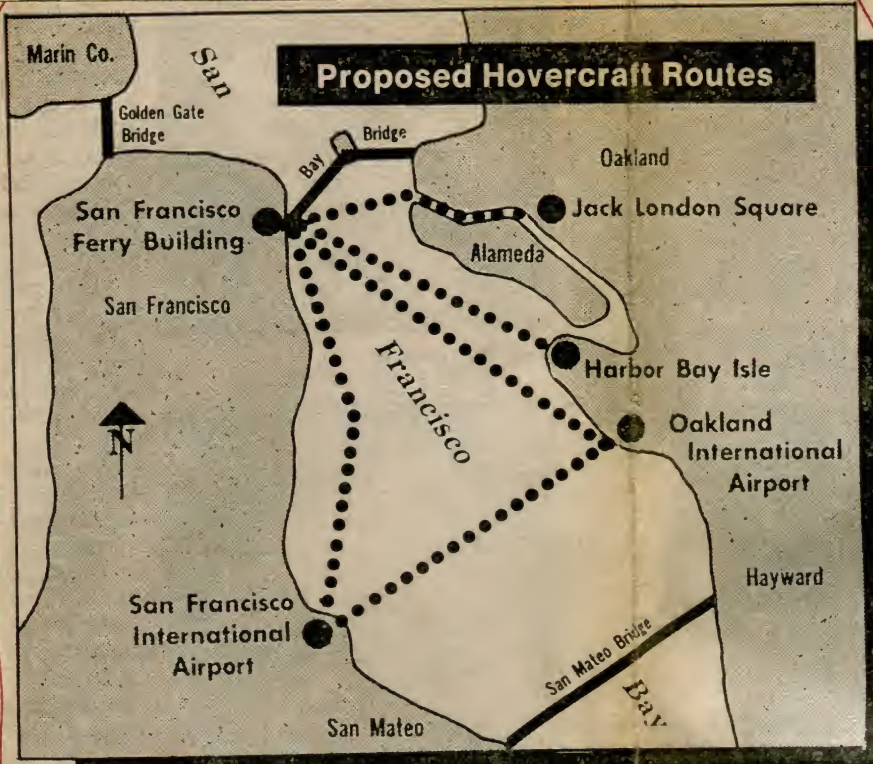 Marin Co.
San
Proposed Hovercraft Routes
Golden Gate
Bridge
Bay
Bridge
Oakland
San Francisco
Ferry Building
Jack London Square
Alameda
San Francisco
Francisco
Harbor Bay Isle
N
Oakland
International
Airport
Hayward
San Francisco
International
Airport
San Mateo Bridge
Bay
San Mateo